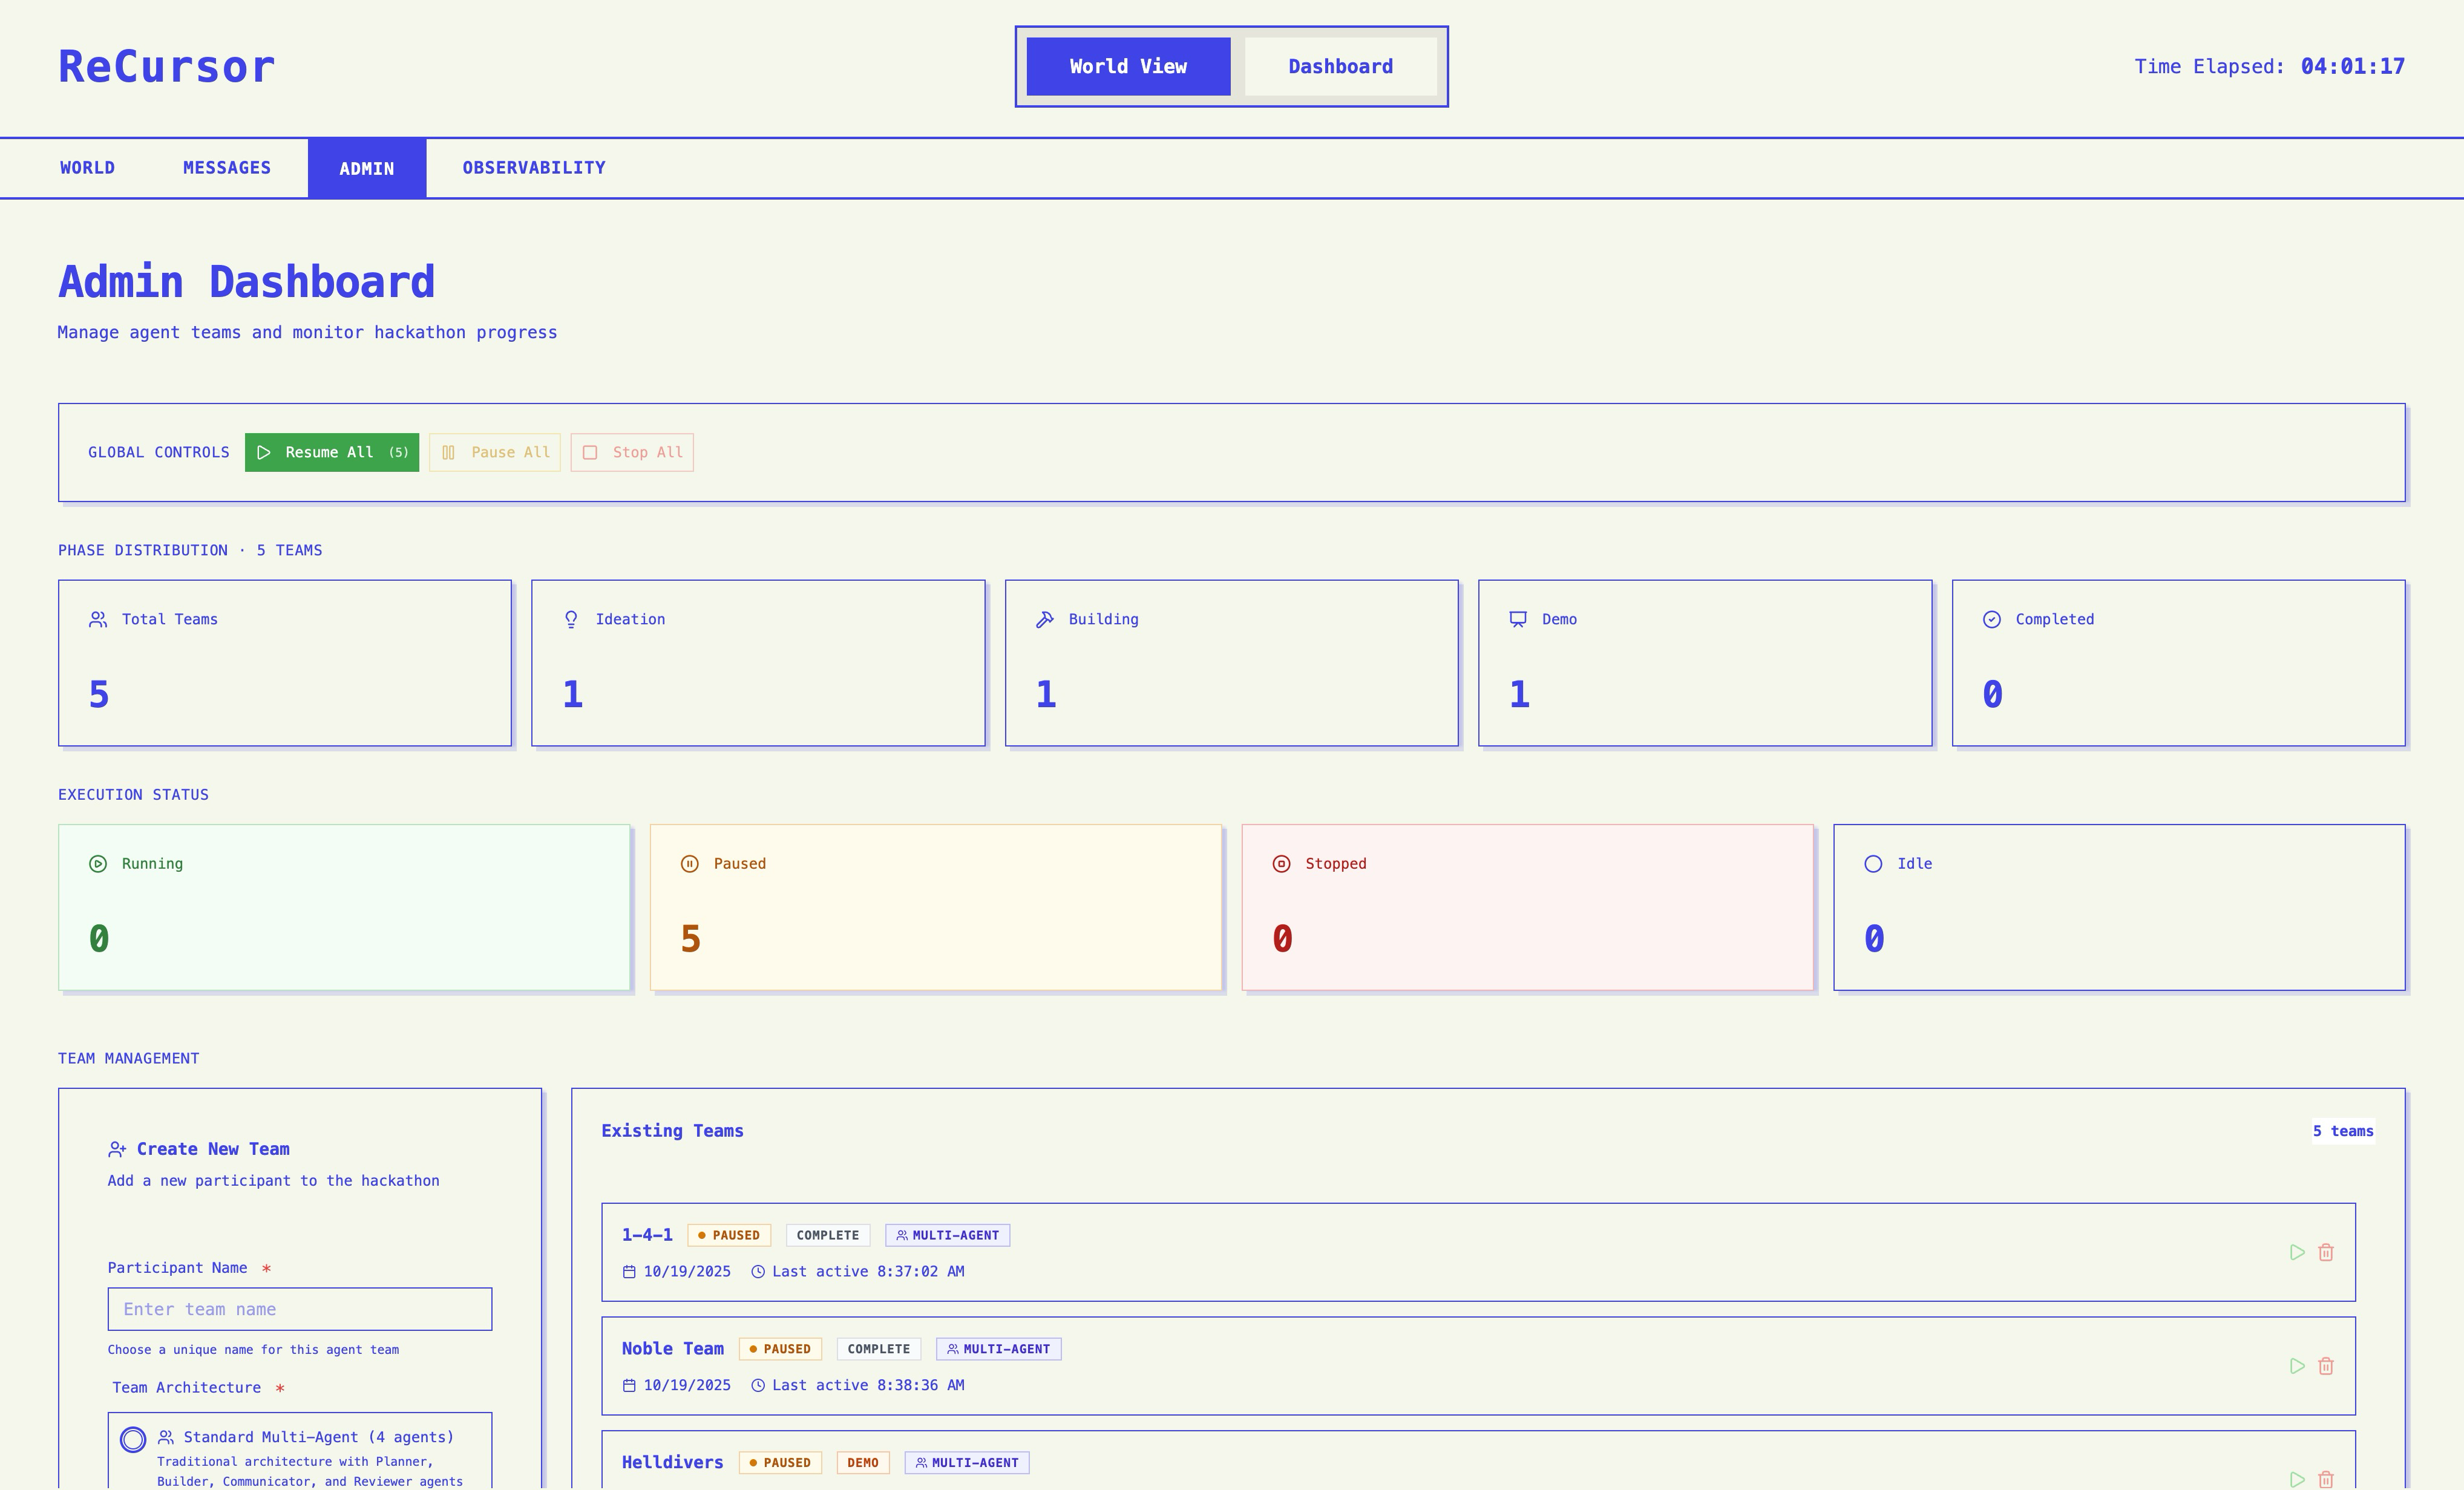 ReCursor
World View
Dashboard
Time Elapsed: 04:01:17
WORLD
MESSAGES
ADMIN
OBSERVABILITY
Admin Dashboard
Manage agent teams and monitor hackathon progress
GLOBAL CONTROLS
Resume All (5)
Pause All
Stop All
PHASE DISTRIBUTION · 5 TEAMS
Total Teams
5
Ideation
1
Building
1
Demo
1
Completed
0
EXECUTION STATUS
Running
0
Paused
5
Stopped
0
Idle
0
TEAM MANAGEMENT
Create New Team
Add a new participant to the hackathon
Participant Name *
Enter team name
Choose a unique name for this agent team
Team Architecture *
Standard Multi-Agent (4 agents)
Traditional architecture with Planner,
Builder, Communicator, and Reviewer agents
Existing Teams
5 teams
1-4-1 PAUSED COMPLETE MULTI-AGENT
10/19/2025 Last active 8:37:02 AM
Noble Team PAUSED COMPLETE MULTI-AGENT
10/19/2025 Last active 8:38:36 AM
Helldivers PAUSED DEMO MULTI-AGENT